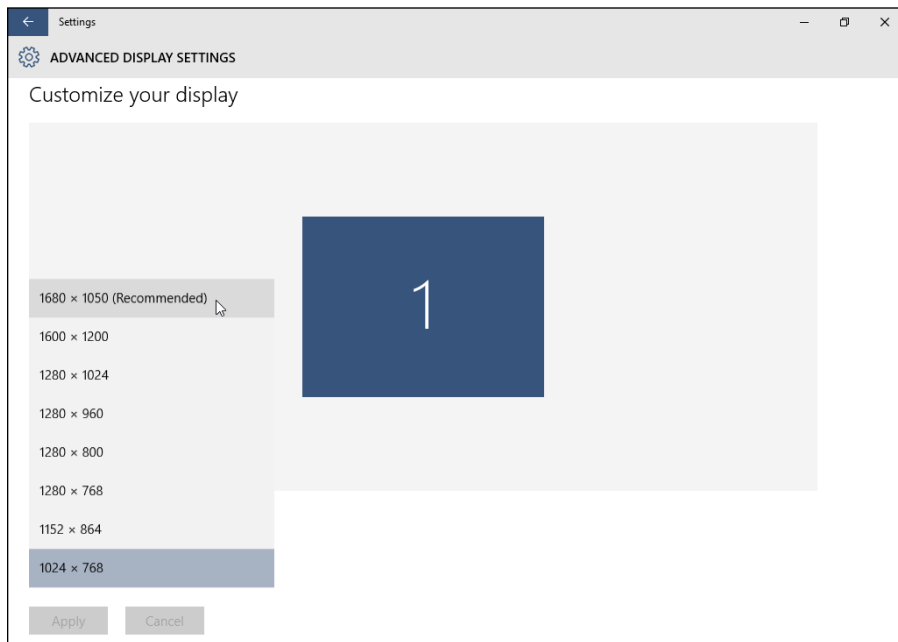 Settings
ADVANCED DISPLAY SETTINGS
Customize your display
1
1680 × 1050 (Recommended)
1600 × 1200
1280 × 1024
1280 × 960
1280 × 800
1280 × 768
1152 × 864
1024 × 768
Apply Cancel